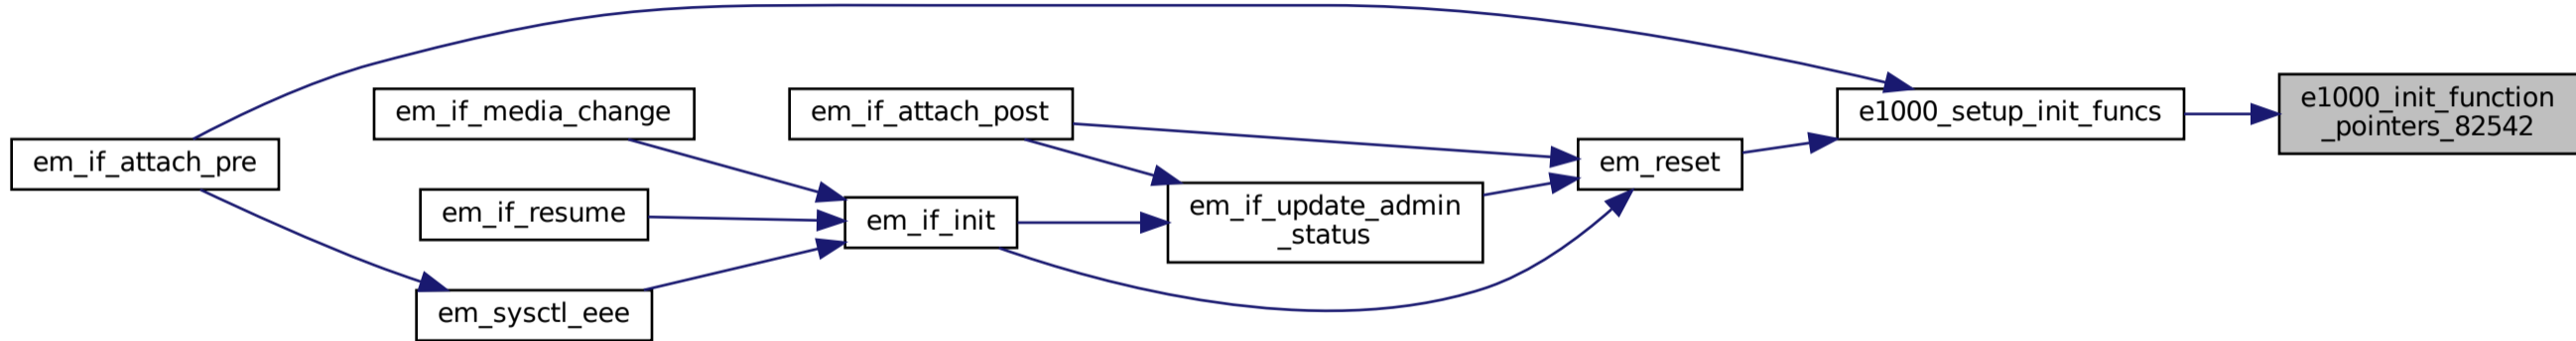 em_if_attach_pre
em_if_media_change
em_if_resume
em_sysctl_eee
em_if_attach_post
em_if_init
em_if_update_admin
_status
em_reset
e1000_setup_init_funcs
e1000_init_function
_pointers_82542